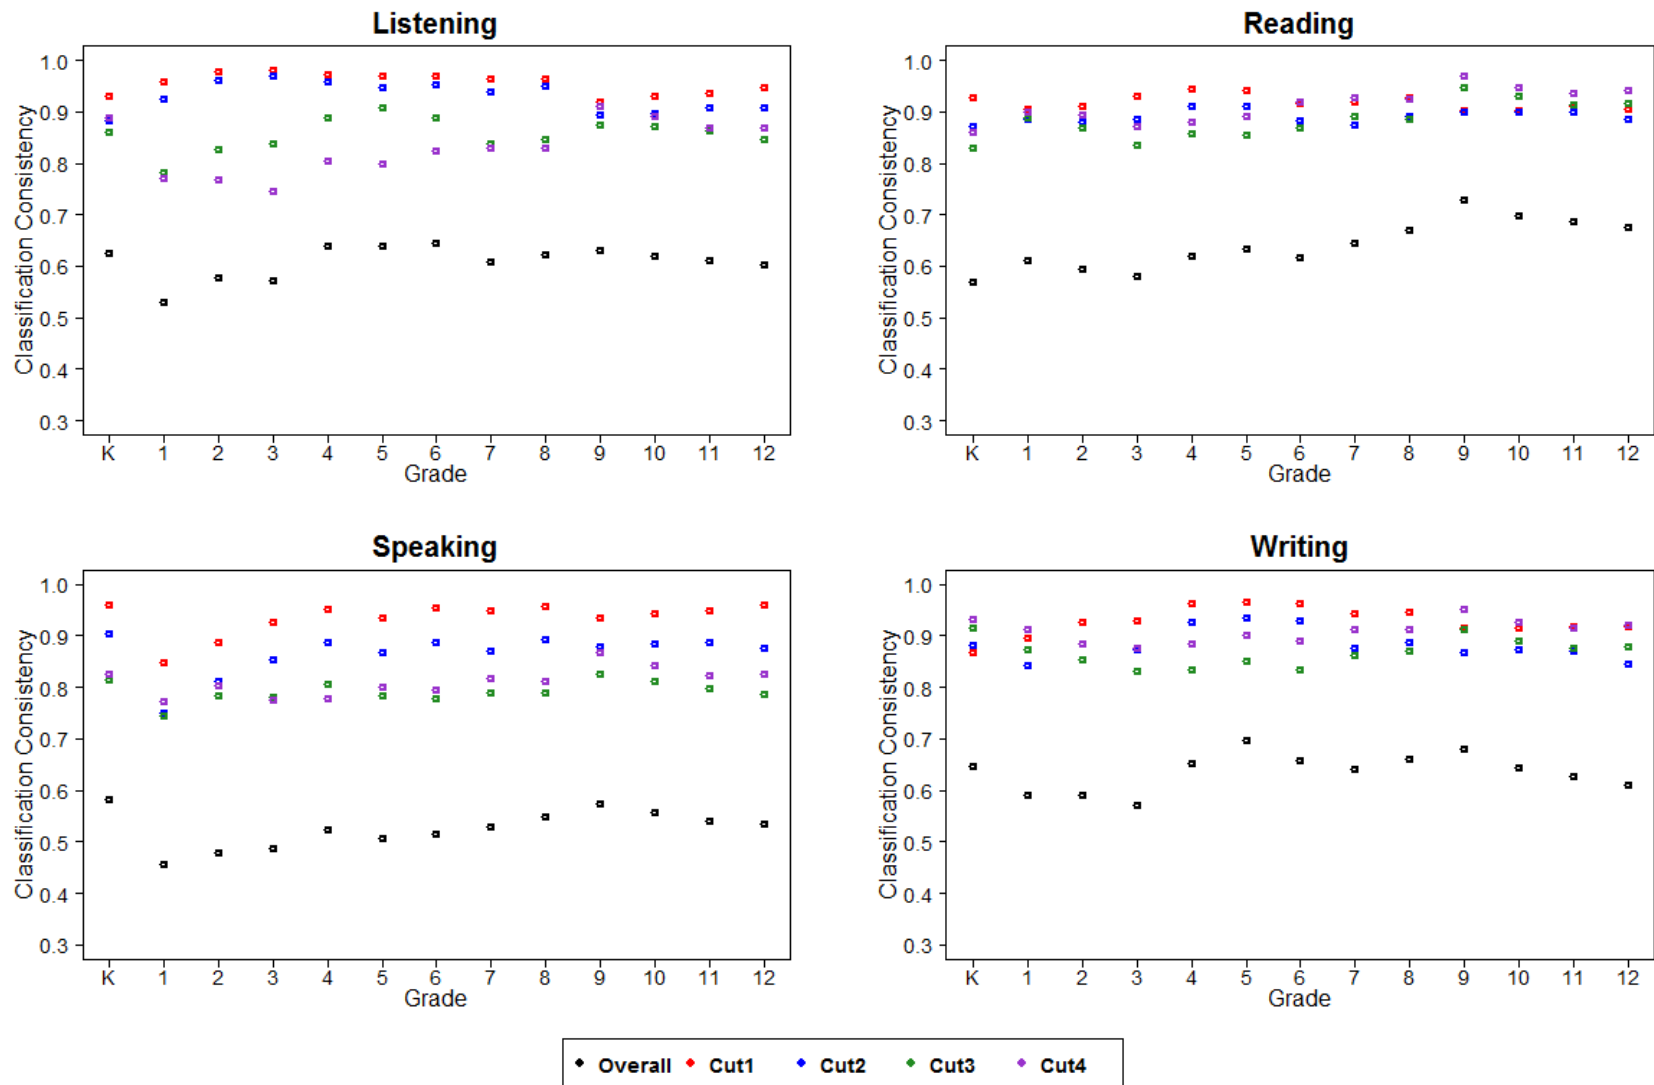 Listening
Classification Consistency
1.0
0.9
0.8
0.7
0.6
0.5
0.4
0.3
K 1 2 3 4 5 6 7 8 9 10 11 12
Grade
Reading
Classification Consistency
1.0
0.9
0.8
0.7
0.6
0.5
0.4
0.3
K 1 2 3 4 5 6 7 8 9 10 11 12
Grade
Speaking
Classification Consistency
1.0
0.9
0.8
0.7
0.6
0.5
0.4
0.3
K 1 2 3 4 5 6 7 8 9 10 11 12
Grade
Writing
Classification Consistency
1.0
0.9
0.8
0.7
0.6
0.5
0.4
0.3
K 1 2 3 4 5 6 7 8 9 10 11 12
Grade
Overall Cut1 Cut2 Cut3 Cut4